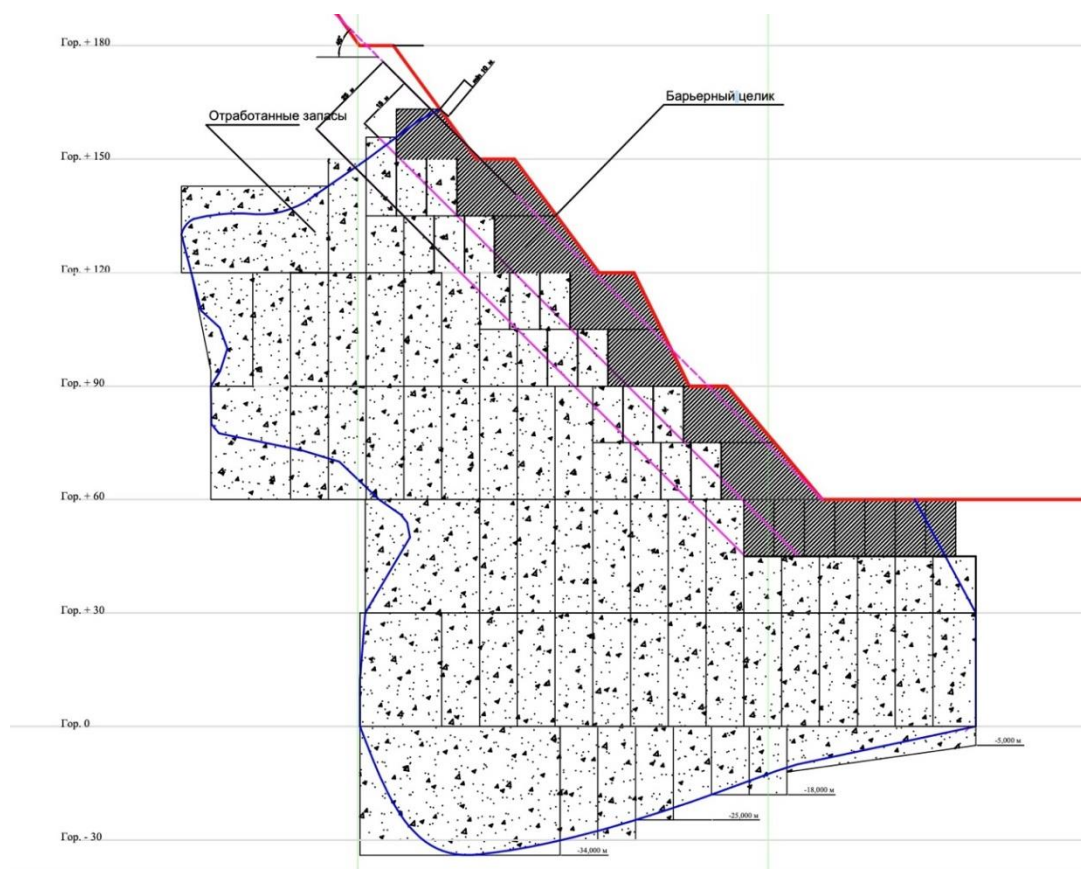 Гор. + 180
Барьерный целик
Отработанные запасы
Гор. + 150
Гор. + 120
Гор. + 90
Гор. + 60
Гор. + 30
Гор. 0
-5,000 м
-18,000 м
-25,000 м
Гор. - 30
-34,000 м